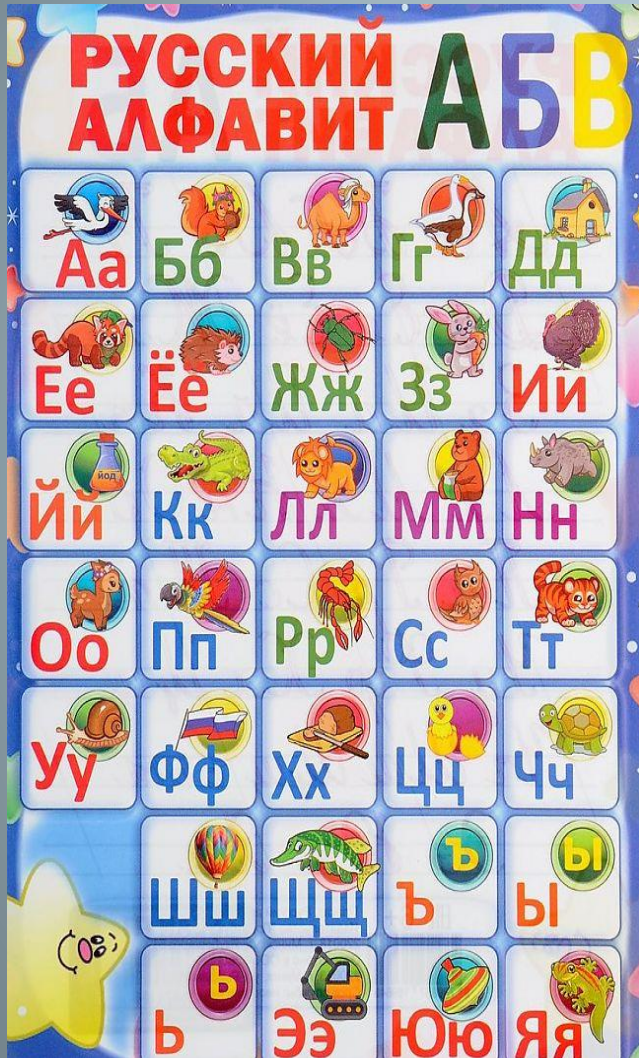 РУССКИЙ
АЛФАВИТ
АБВ
Аа Бб Вв Гг Дд
Ее Ёё Жж Зз Ии
йод
Йй Кк Лл Мм Нн
Оо Пп Рр Сс Тт
Уу Фф Хх Цц Чч
Ъ Ы
Шш Щщ Ъ Ы
Ь
Ь Ээ Юю Яя